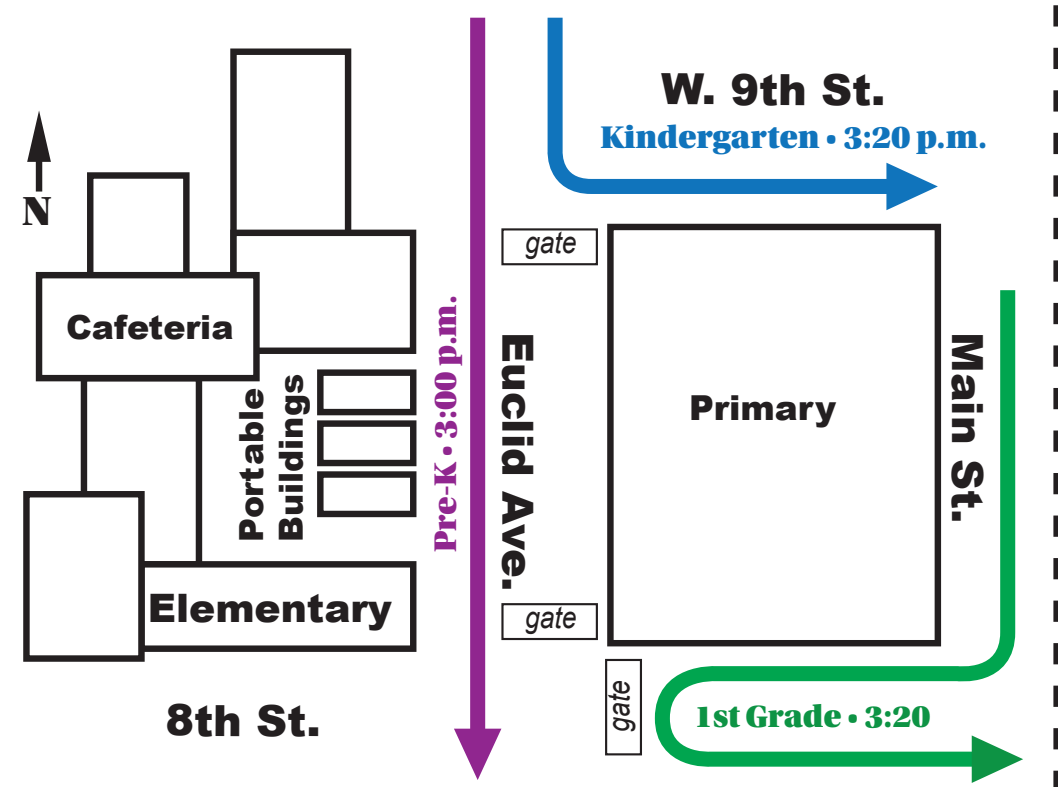 W. 9th St.
Kindergarten • 3:20 p.m.
N
gate
Cafeteria
Portable
Buildings
Pre-K • 3:00 p.m.
Euclid Ave.
Primary
Main St.
Elementary
gate
gate
8th St.
1st Grade • 3:20